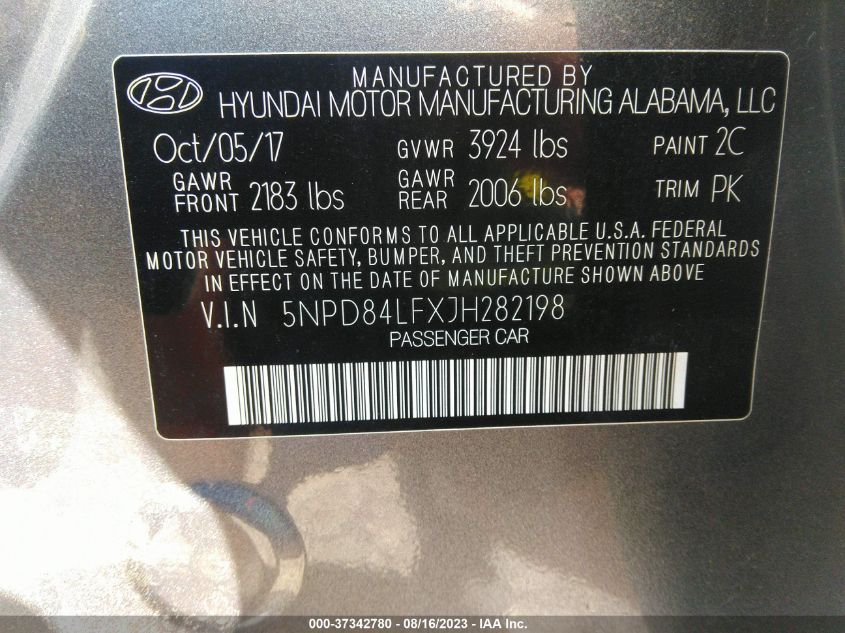 MANUFACTURED BY
HYUNDAI MOTOR MANUFACTURING ALABAMA, LLC
Oct/05/17 GVWR 3924 lbs PAINT 2C
GAWR FRONT 2183 lbs GAWR REAR 2006 lbs TRIM PK
THIS VEHICLE CONFORMS TO ALL APPLICABLE U.S.A. FEDERAL
MOTOR VEHICLE SAFETY, BUMPER, AND THEFT PREVENTION STANDARDS
IN EFFECT ON THE DATE OF MANUFACTURE SHOWN ABOVE
V.I.N 5NPD84LFXJH282198
PASSENGER CAR
000-37342780 - 08/16/2023 - IAA Inc.